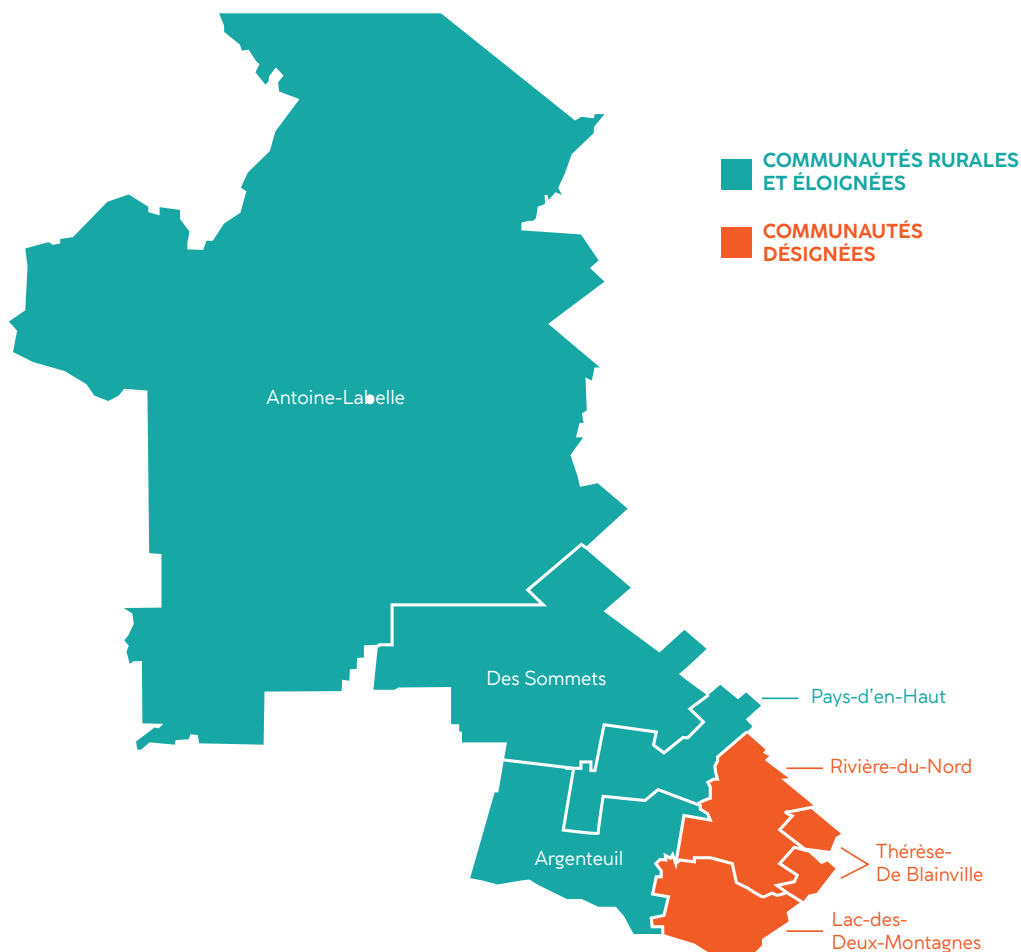 COMMUNAUTÉS RURALES
ET ÉLOIGNÉES
COMMUNAUTÉS
DÉSIGNÉES
Antoine-Labelle
Des Sommets
Pays-d'en-Haut
Rivière-du-Nord
Argenteuil
Thérèse-
De Blainville
Lac-des-
Deux-Montagnes